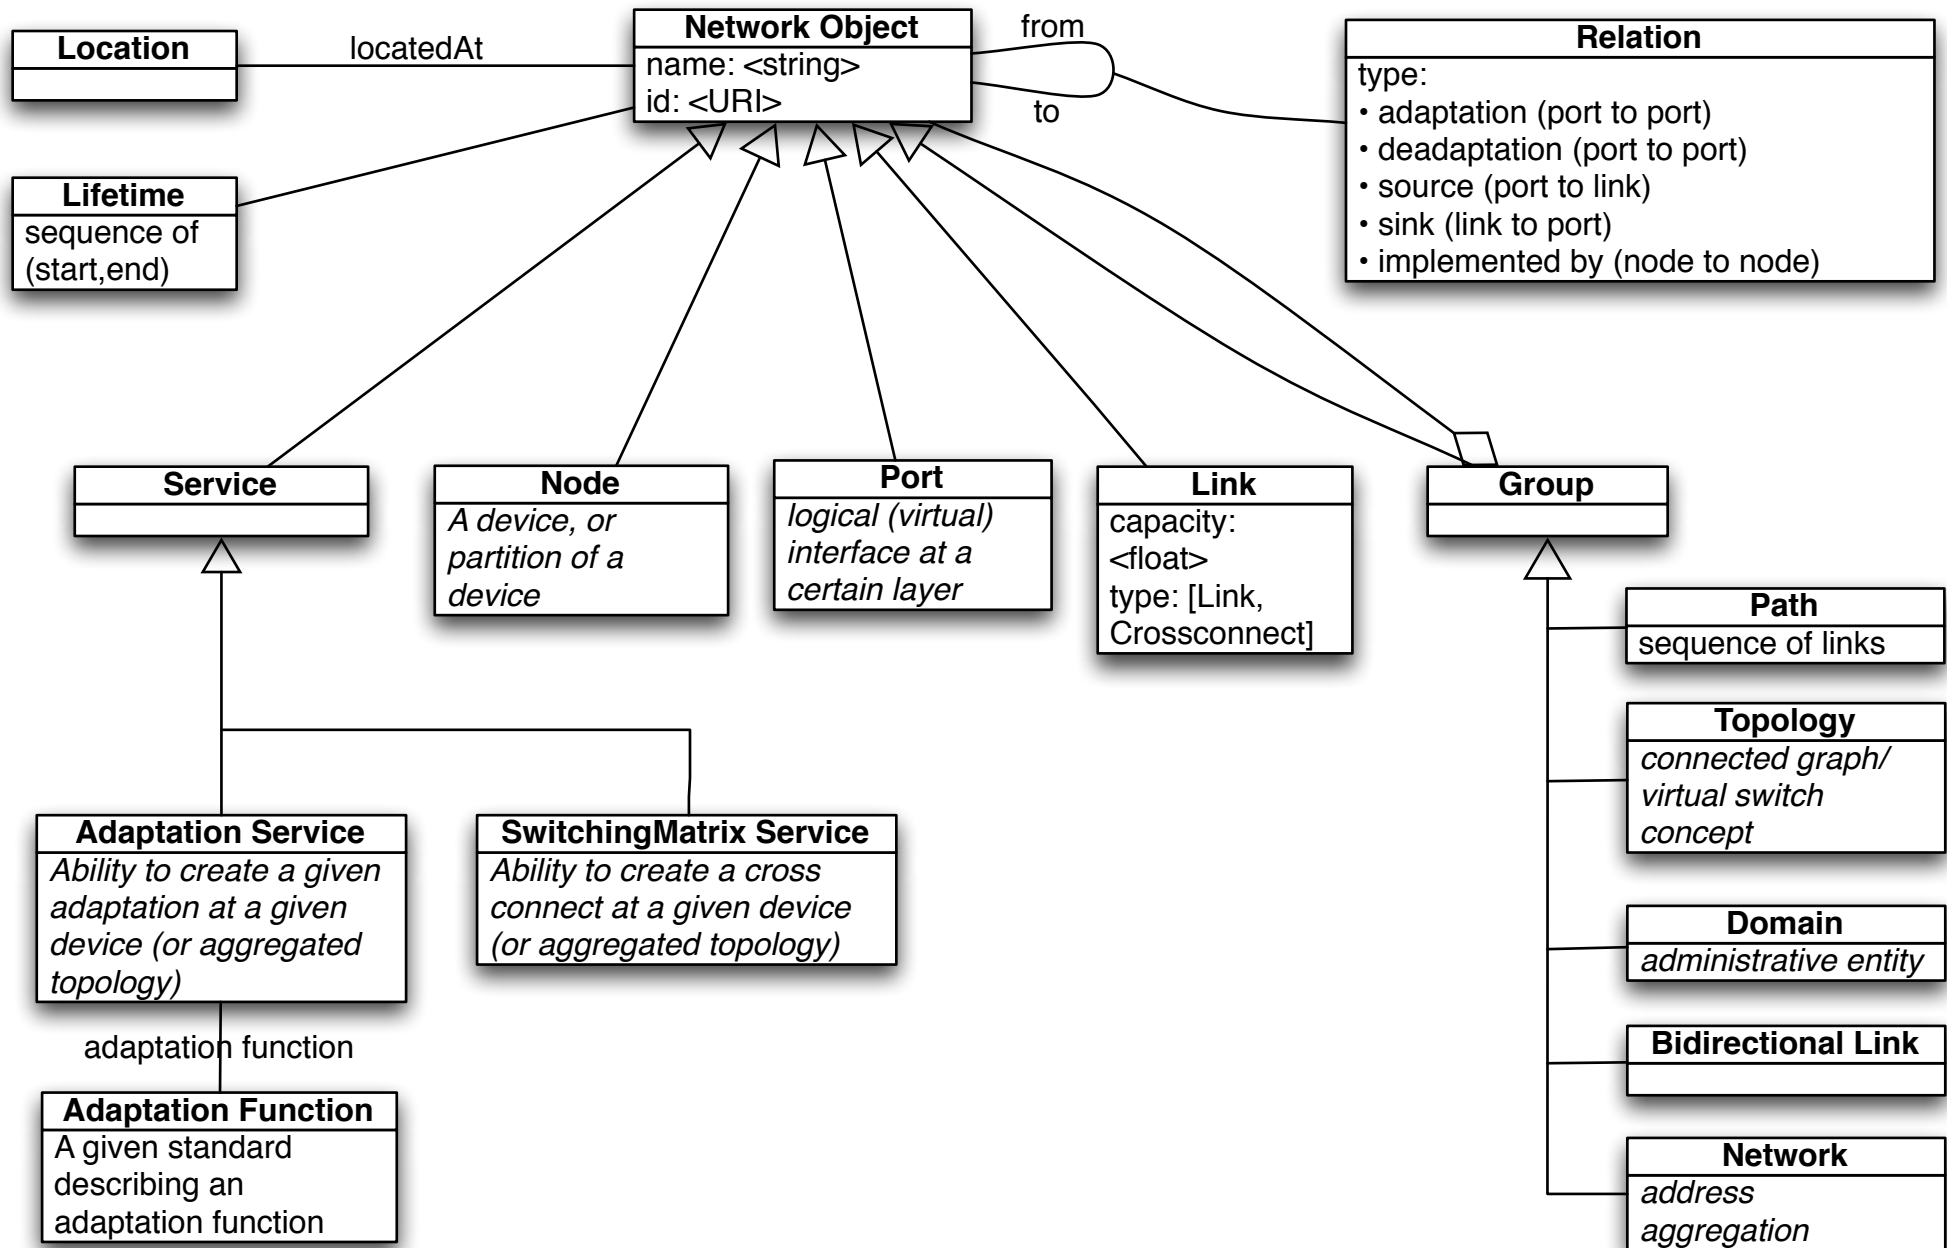 Location
locatedAt
Network Object
name: <string>
id: <URI>
from
to
Relation
type:
• adaptation (port to port)
• deadaptation (port to port)
• source (port to link)
• sink (link to port)
• implemented by (node to node)
Lifetime
sequence of
(start,end)
Service
Node
A device, or
partition of a
device
Port
logical (virtual)
interface at a
certain layer
Link
capacity:
<float>
type: [Link,
Crossconnect]
Group
Path
sequence of links
Topology
connected graph/
virtual switch
concept
Domain
administrative entity
Bidirectional Link
Network
address
aggregation
Adaptation Service
Ability to create a given
adaptation at a given
device (or aggregated
topology)
SwitchingMatrix Service
Ability to create a cross
connect at a given device
(or aggregated topology)
adaptation function
Adaptation Function
A given standard
describing an
adaptation function